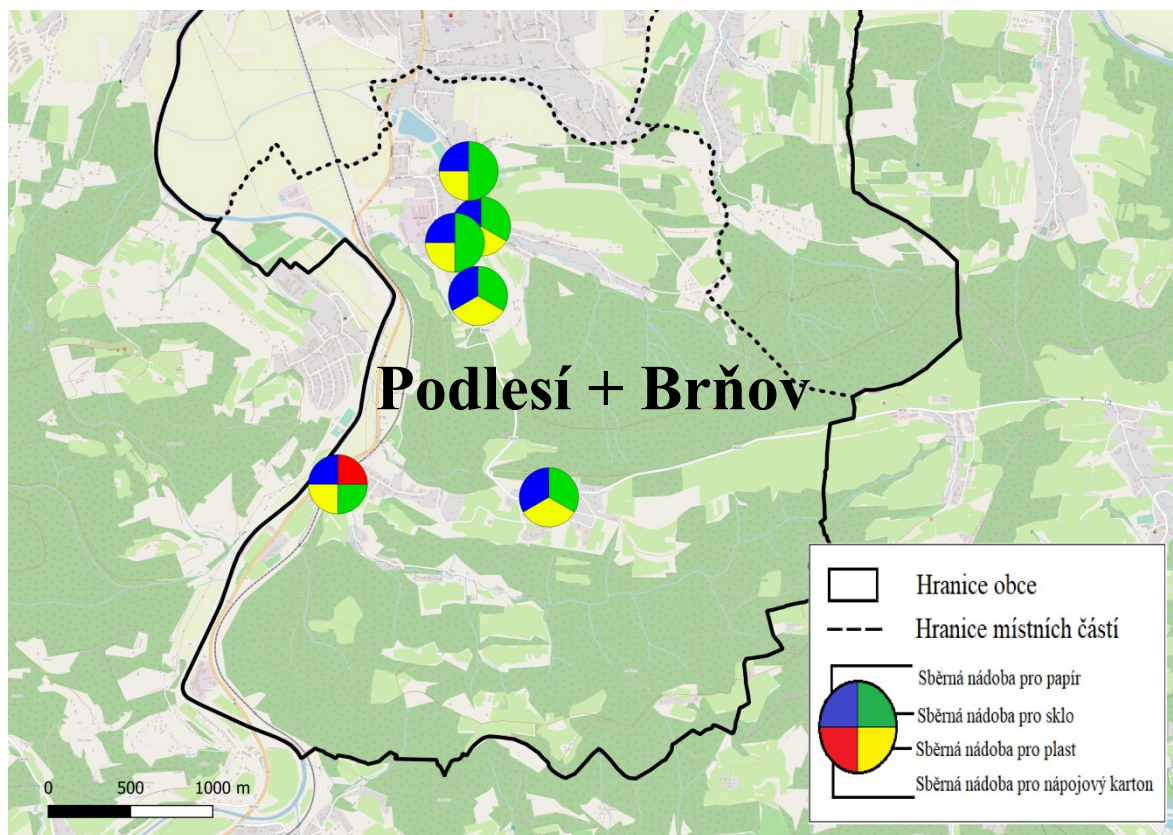 Podlesí + Brňov
Hranice obce
Hranice místních částí
Sběrná nádoba pro papír
Sběrná nádoba pro sklo
Sběrná nádoba pro plast
Sběrná nádoba pro nápojový karton
0 500 1000 m